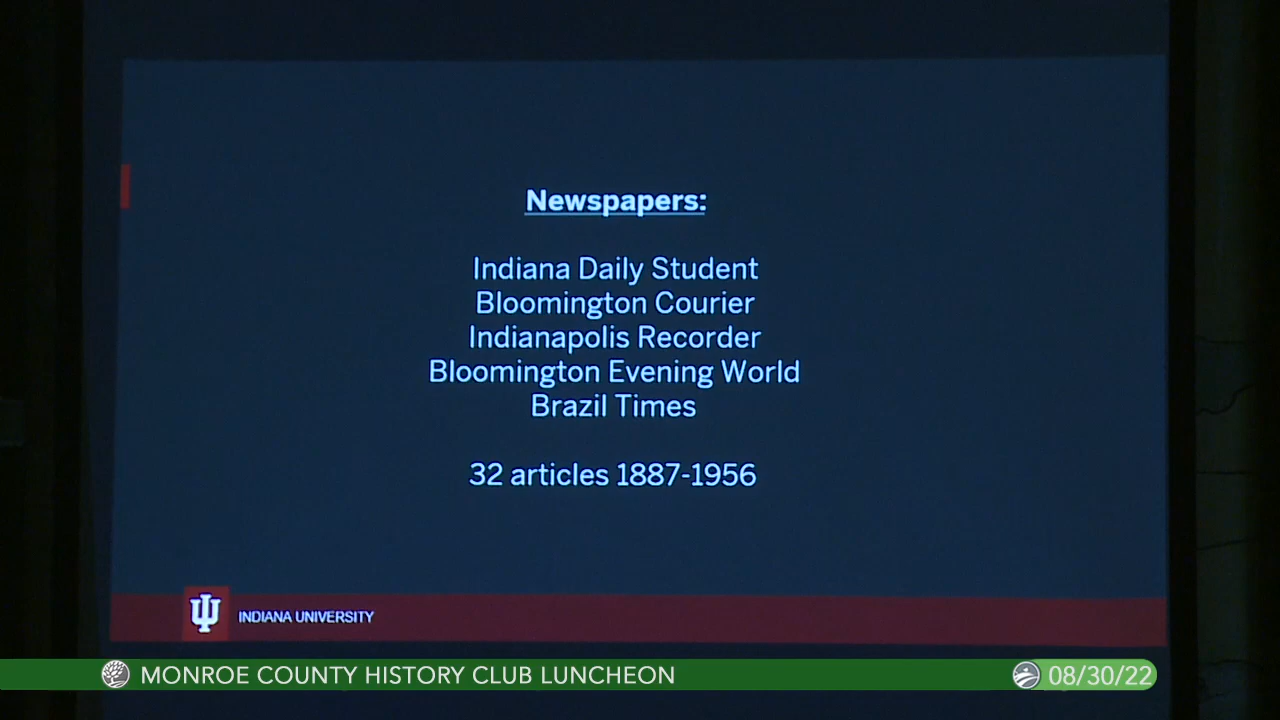 Newspapers:
Indiana Daily Student
Bloomington Courier
Indianapolis Recorder
Bloomington Evening World
Brazil Times
32 articles 1887-1956
INDIANA UNIVERSITY
MONROE COUNTY HISTORY CLUB LUNCHEON
08/30/22